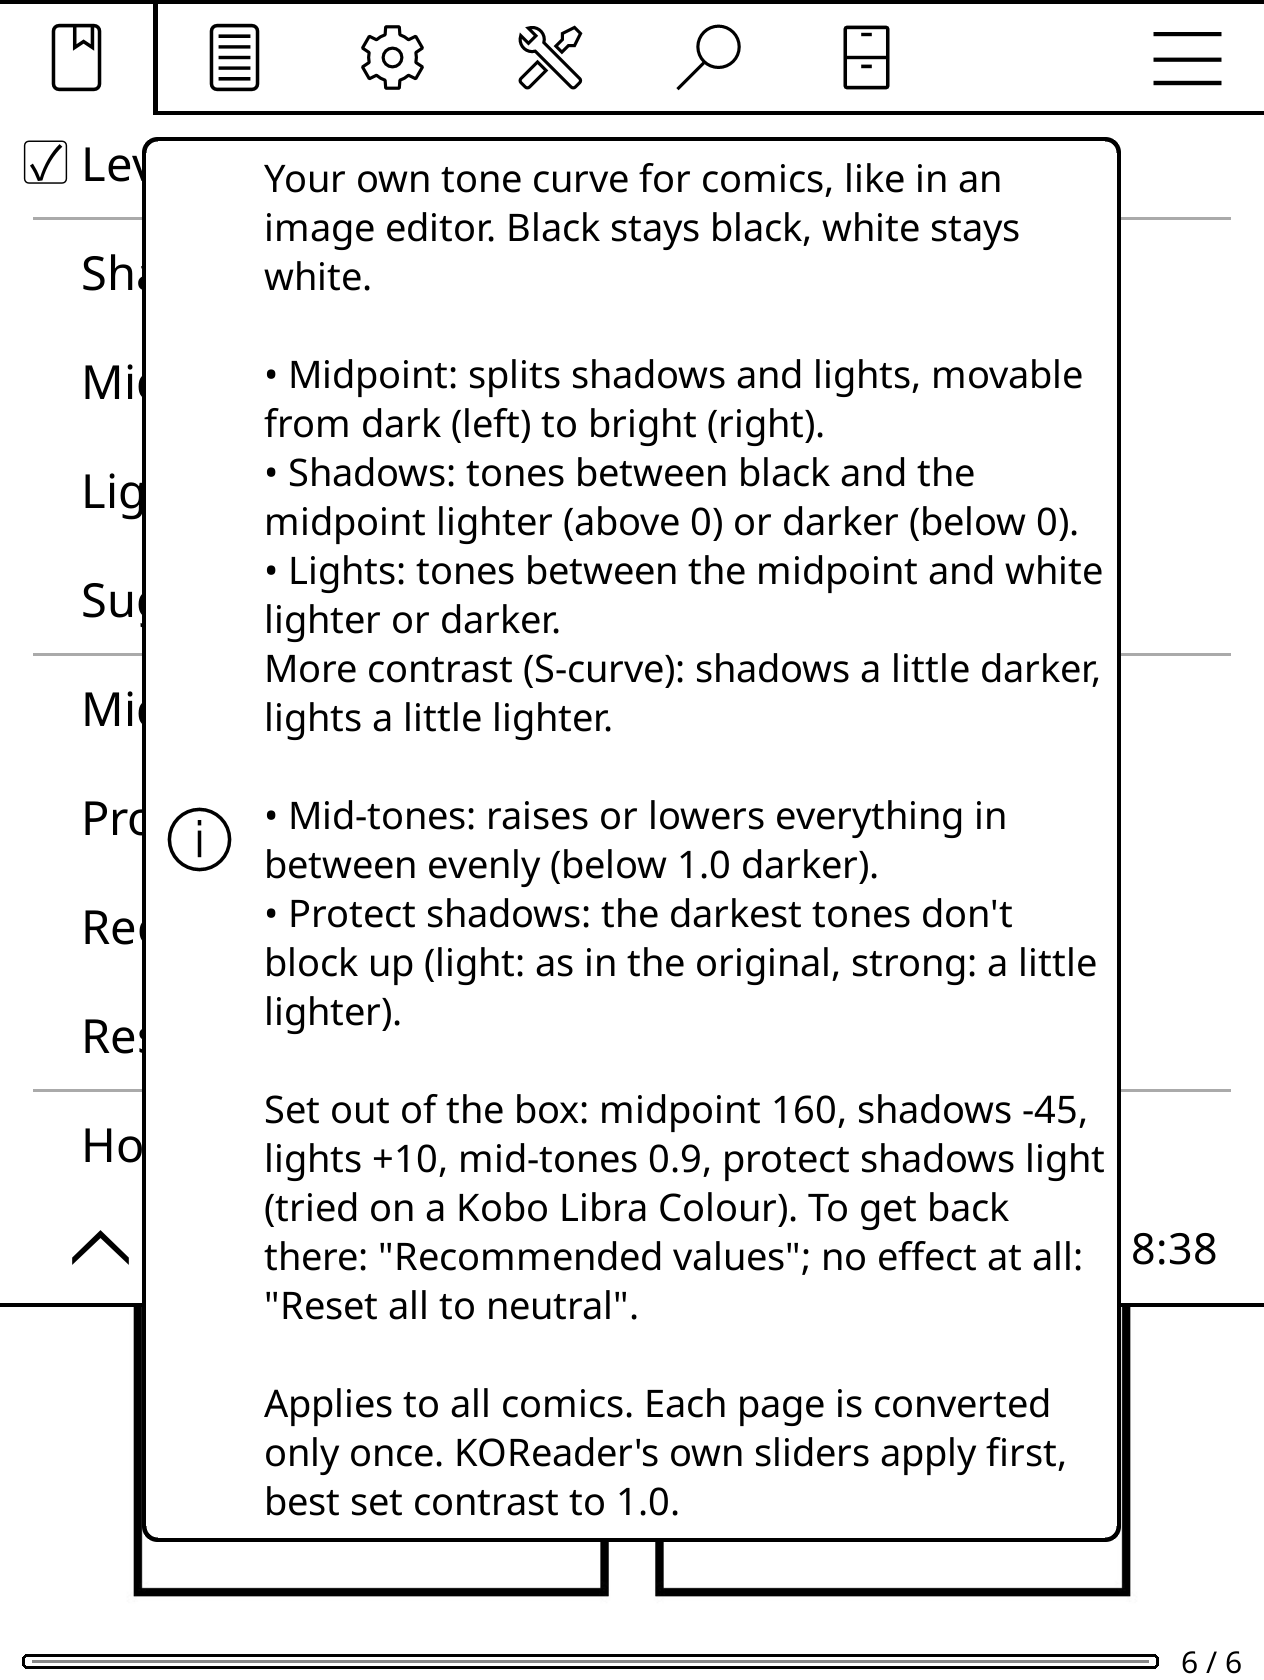 Lev
Your own tone curve for comics, like in an
image editor. Black stays black, white stays
white.
Sha
• Midpoint: splits shadows and lights, movable
from dark (left) to bright (right).
Mid
• Shadows: tones between black and the
midpoint lighter (above 0) or darker (below 0).
Lig
• Lights: tones between the midpoint and white
lighter or darker.
Sug
More contrast (S-curve): shadows a little darker,
lights a little lighter.
Mid
• Mid-tones: raises or lowers everything in
between evenly (below 1.0 darker).
Pro
• Protect shadows: the darkest tones don't
block up (light: as in the original, strong: a little
lighter).
Rec
Res
Set out of the box: midpoint 160, shadows -45,
lights +10, mid-tones 0.9, protect shadows light
(tried on a Kobo Libra Colour). To get back
there: "Recommended values"; no effect at all:
"Reset all to neutral".
Ho
8:38
Applies to all comics. Each page is converted
only once. KOReader's own sliders apply first,
best set contrast to 1.0.
6 / 6